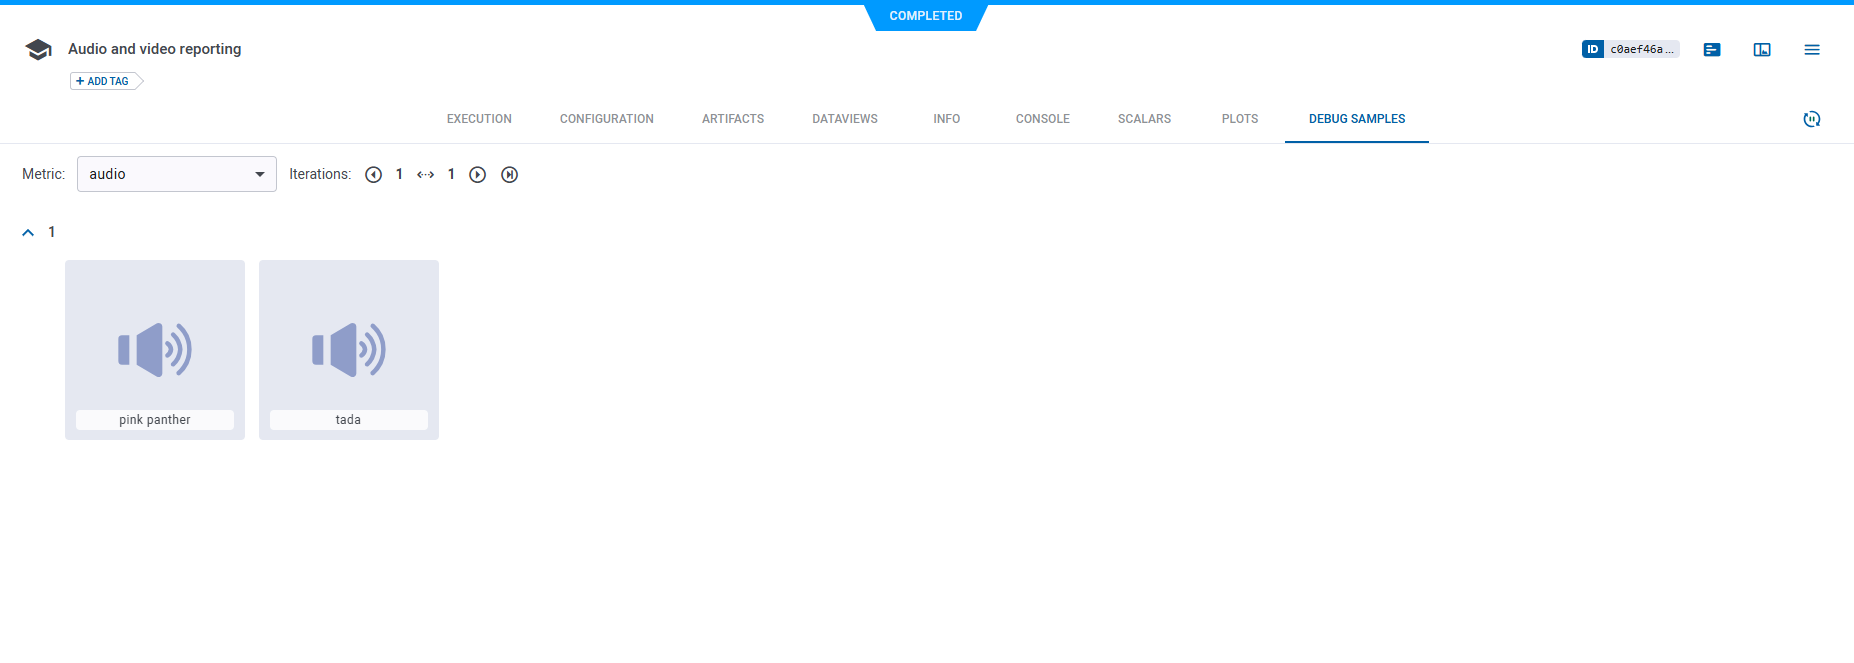 COMPLETED
Audio and video reporting
ID c0aef46a...
+ ADD TAG
EXECUTION CONFIGURATION ARTIFACTS DATAVIEWS INFO CONSOLE SCALARS PLOTS DEBUG SAMPLES
Metric: audio Iterations: 1 1
1
pink panther tada